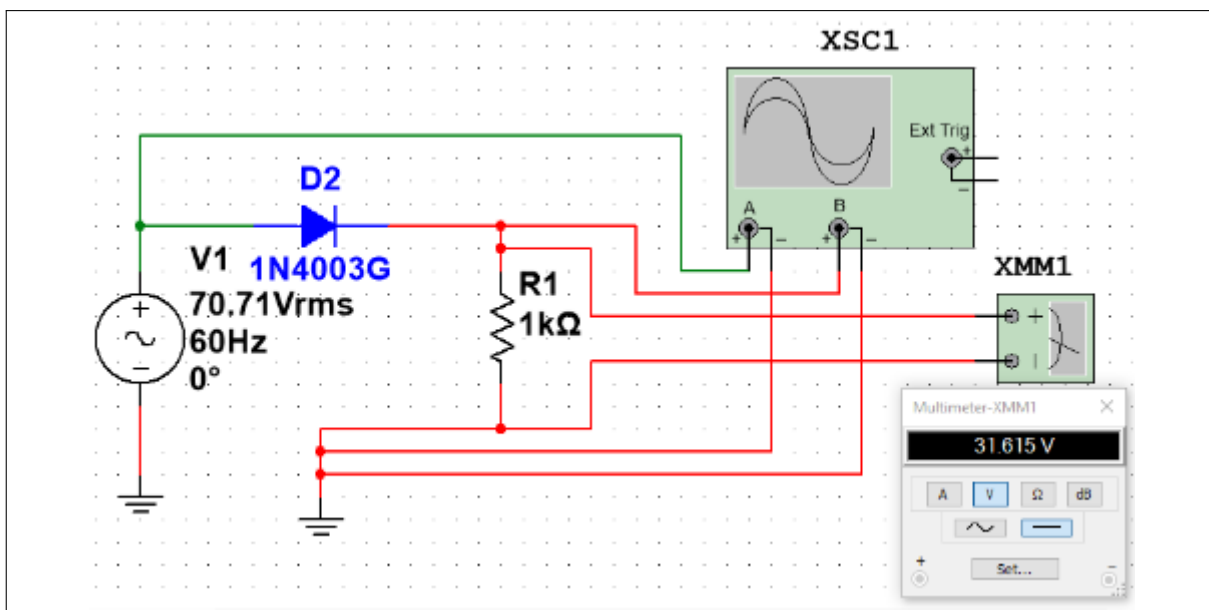 XSC1
Ext Trig
+
−
A
B
+
−
+
−
D2
1N4003G
V1
70.71Vrms
60Hz
0°
+
−
R1
1kΩ
XMM1
+
Multimeter-XMM1
31.615 V
A V Ω dB
Set...
+
−